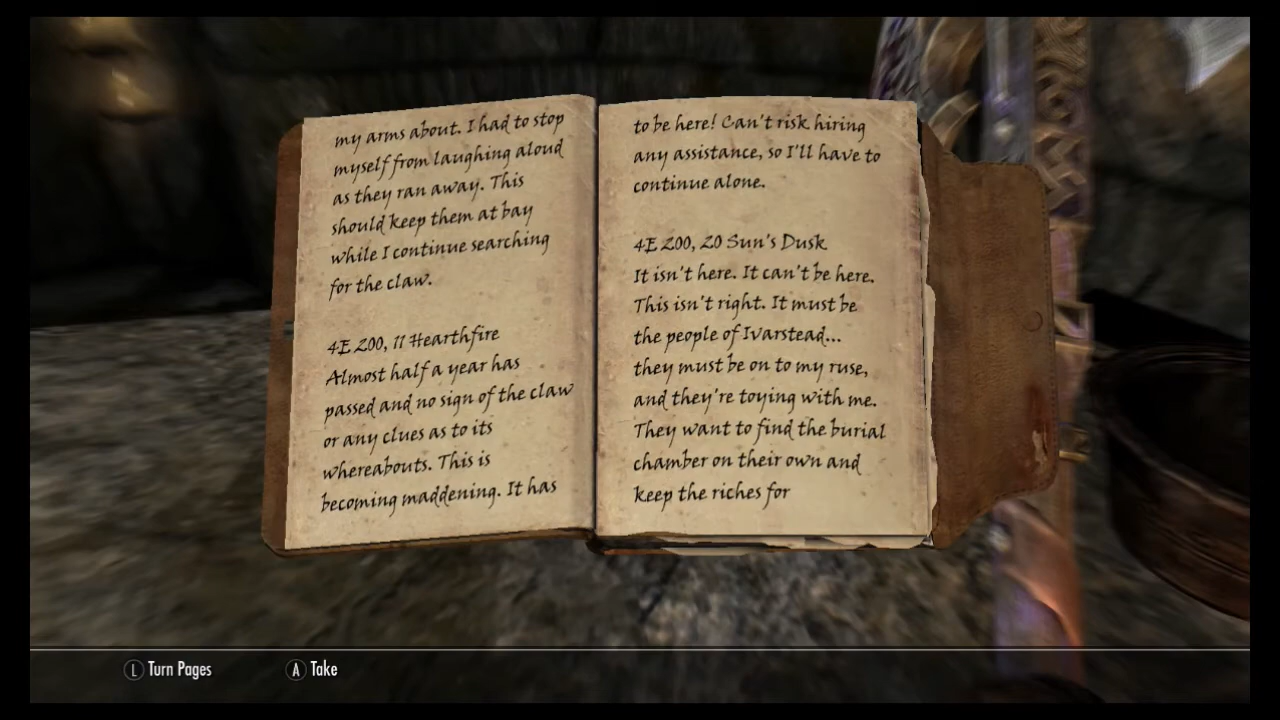 my arms about. I had to stop
myself from laughing aloud
as they ran away. This
should keep them at bay
while I continue searching
for the claw.
4E 200, 11 Hearthfire
Almost half a year has
passed and no sign of the claw
or any clues as to its
whereabouts. This is
becoming maddening. It has
to be here! Can't risk hiring
any assistance, so I'll have to
continue alone.
4E 200, 20 Sun's Dusk
It isn't here. It can't be here.
This isn't right. It must be
the people of Ivarstead...
they must be on to my ruse,
and they're toying with me.
They want to find the burial
chamber on their own and
keep the riches for
L Turn Pages
A Take